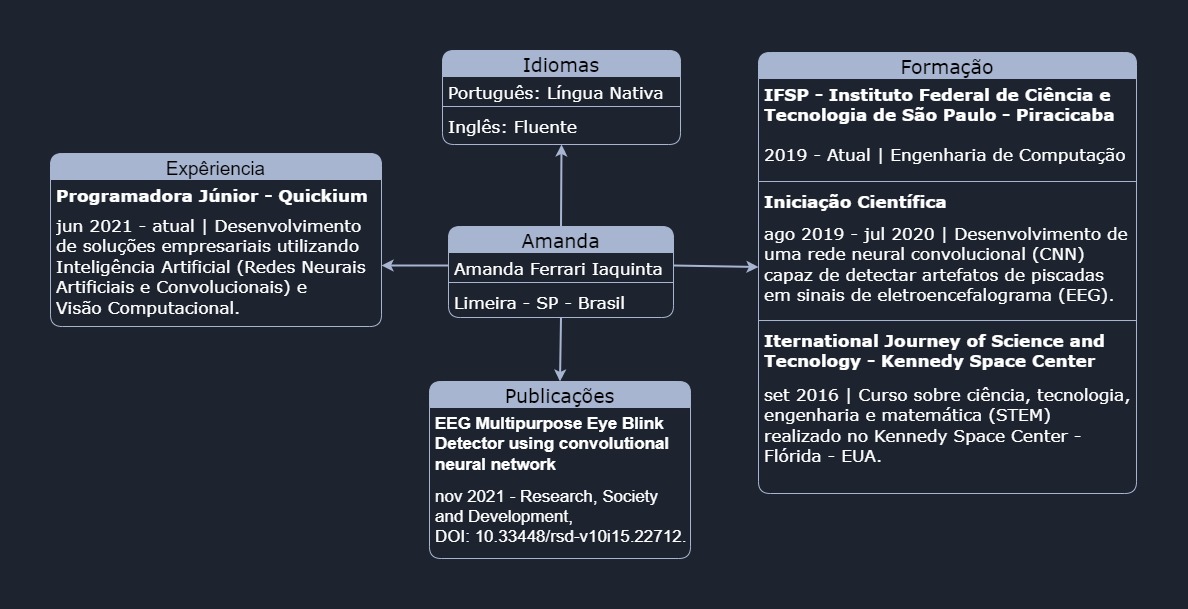 Idiomas
Português: Língua Nativa
Inglês: Fluente
Expêriencia
Programadora Júnior - Quickium
jun 2021 - atual | Desenvolvimento
de soluções empresariais utilizando
Inteligência Artificial (Redes Neurais
Artificiais e Convolucionais) e
Visão Computacional.
Amanda
Amanda Ferrari Iaquinta
Limeira - SP - Brasil
Publicações
EEG Multipurpose Eye Blink
Detector using convolutional
neural network
nov 2021 - Research, Society
and Development,
DOI: 10.33448/rsd-v10i15.22712.
Formação
IFSP - Instituto Federal de Ciência e
Tecnologia de São Paulo - Piracicaba
2019 - Atual | Engenharia de Computação
Iniciação Científica
ago 2019 - jul 2020 | Desenvolvimento de
uma rede neural convolucional (CNN)
capaz de detectar artefatos de piscadas
em sinais de eletroencefalograma (EEG).
Iternational Journey of Science and
Tecnology - Kennedy Space Center
set 2016 | Curso sobre ciência, tecnologia,
engenharia e matemática (STEM)
realizado no Kennedy Space Center -
Flórida - EUA.